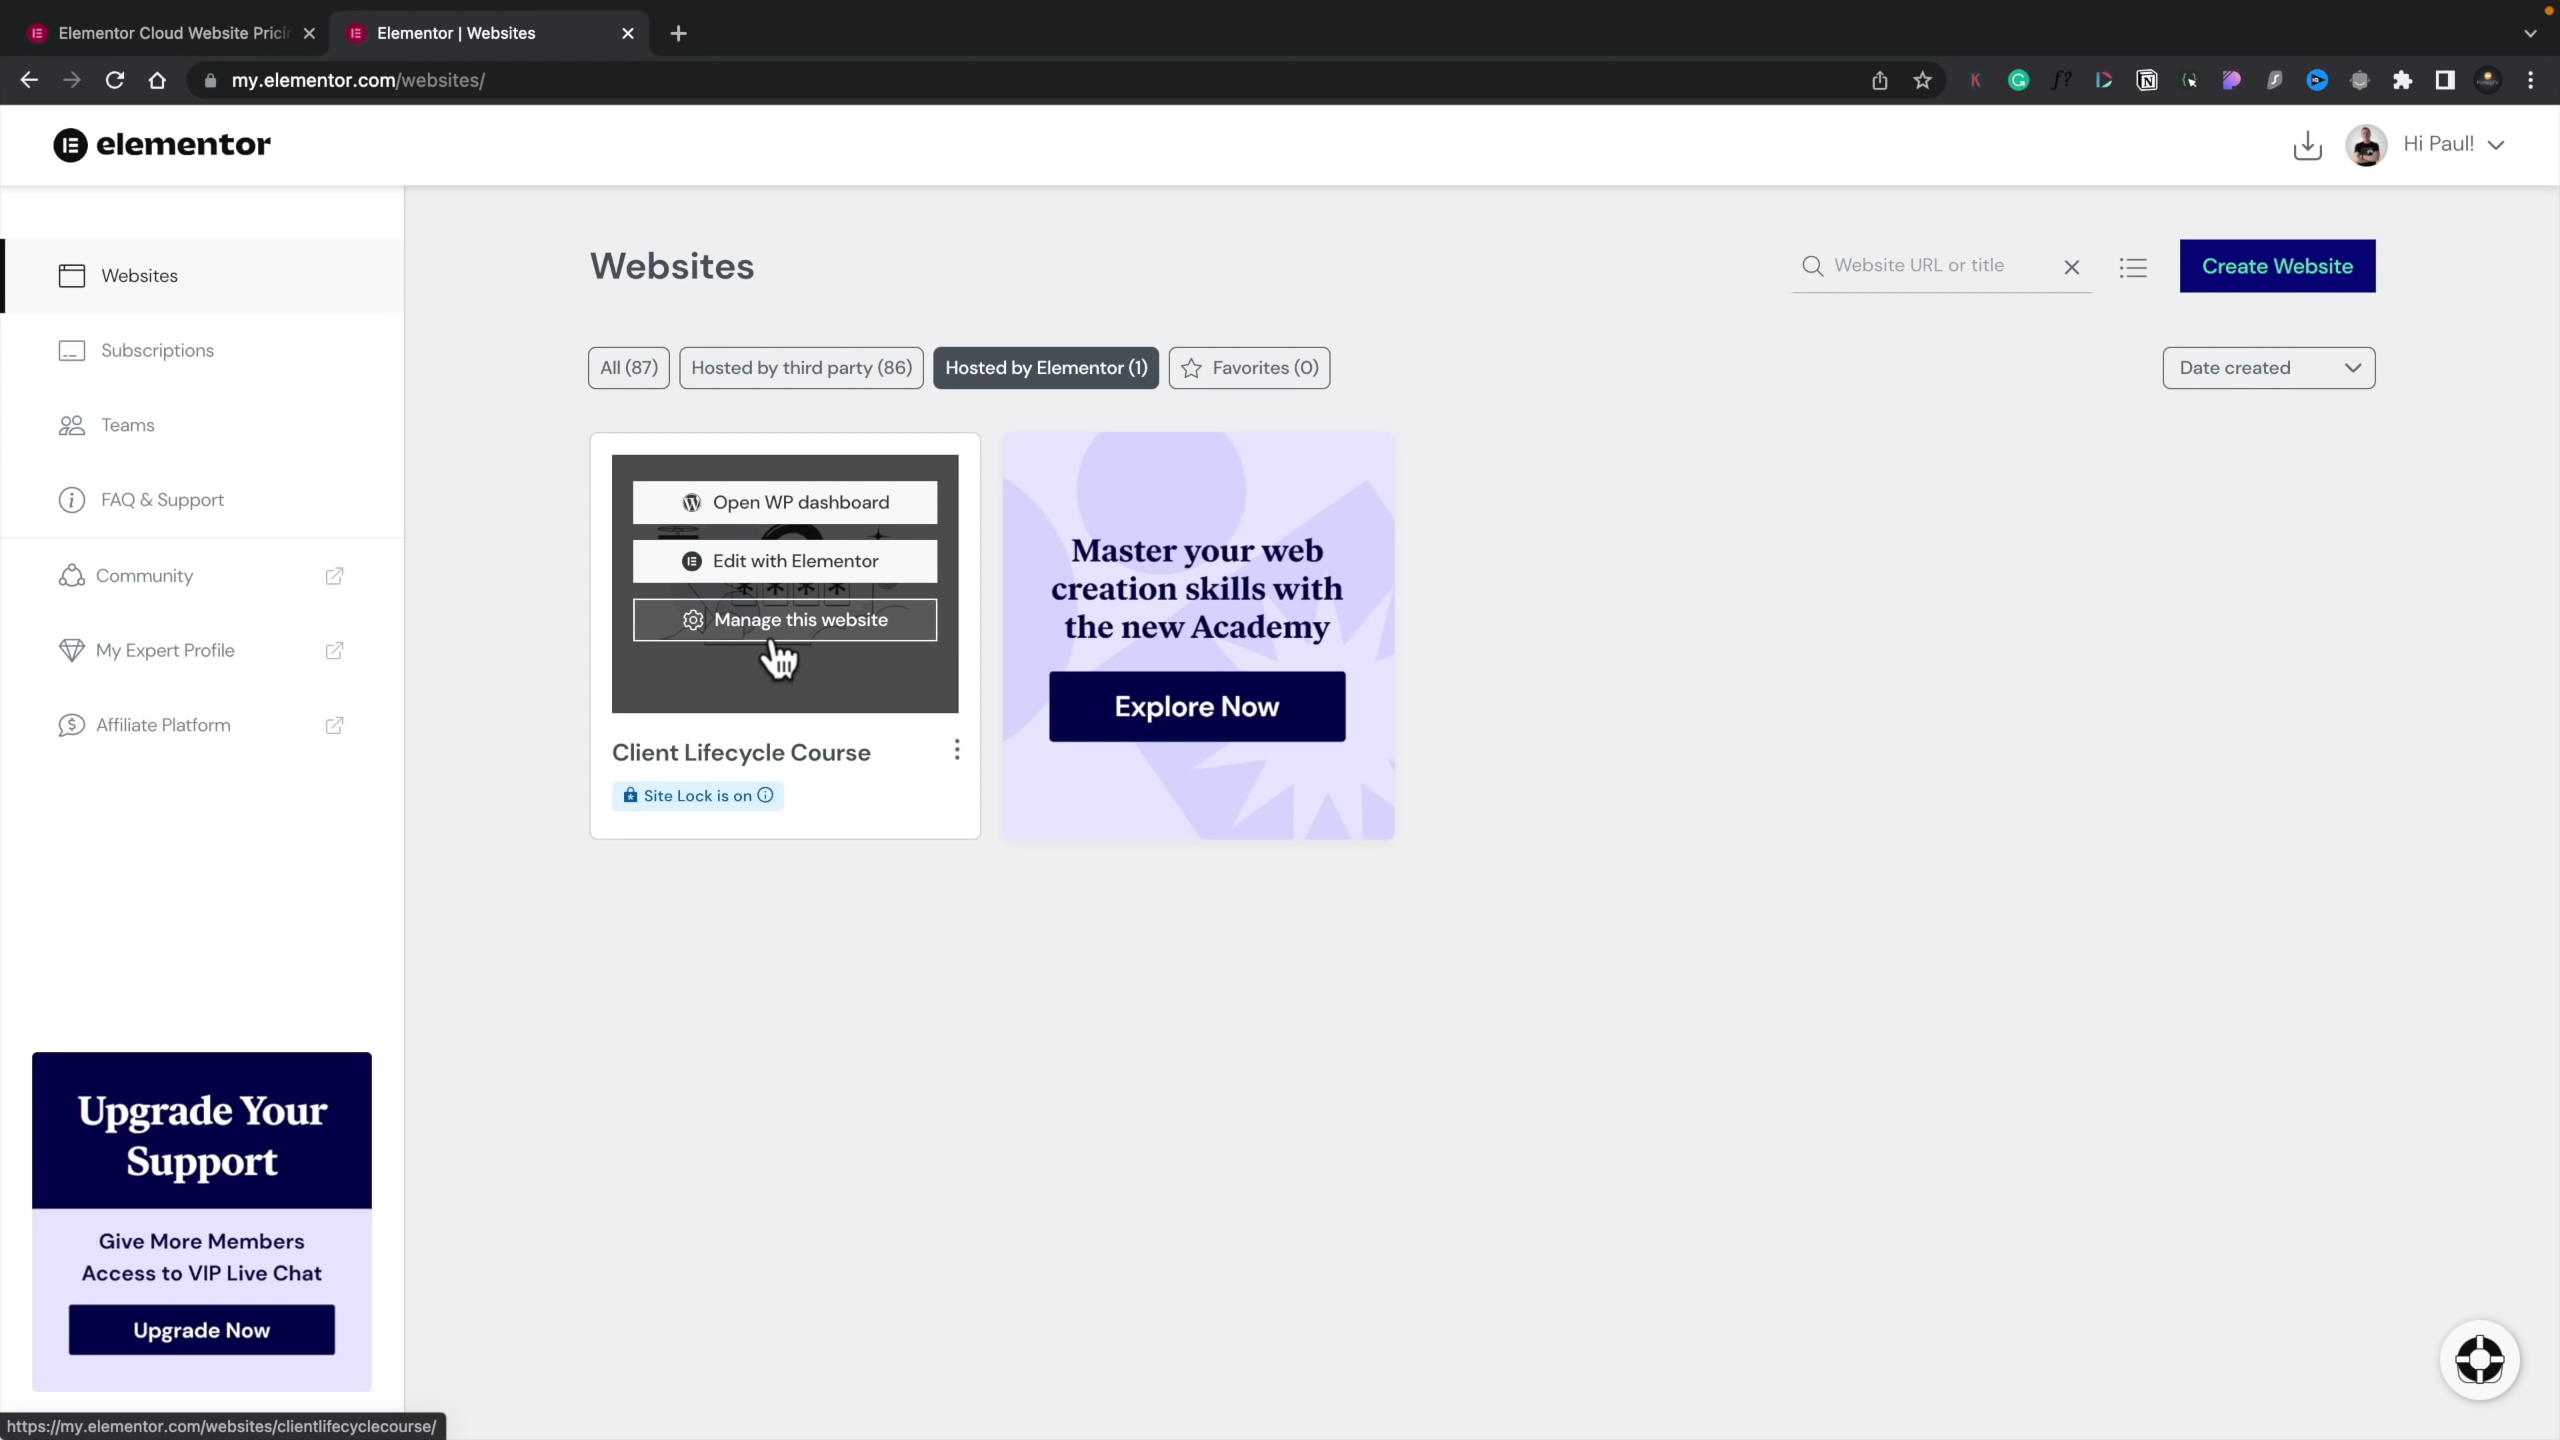 Elementor Cloud Website Pricin
Elementor | Websites
my.elementor.com/websites/
elementor
Hi Paul!
Websites
Subscriptions
Teams
FAQ & Support
Community
My Expert Profile
Affiliate Platform
Websites
Website URL or title
Create Website
All (87)
Hosted by third party (86)
Hosted by Elementor (1)
Favorites (0)
Date created
Open WP dashboard
Edit with Elementor
Manage this website
Client Lifecycle Course
Site Lock is on
Master your web
creation skills with
the new Academy
Explore Now
Upgrade Your
Support
Give More Members
Access to VIP Live Chat
Upgrade Now
https://my.elementor.com/websites/clientlifecyclecourse/